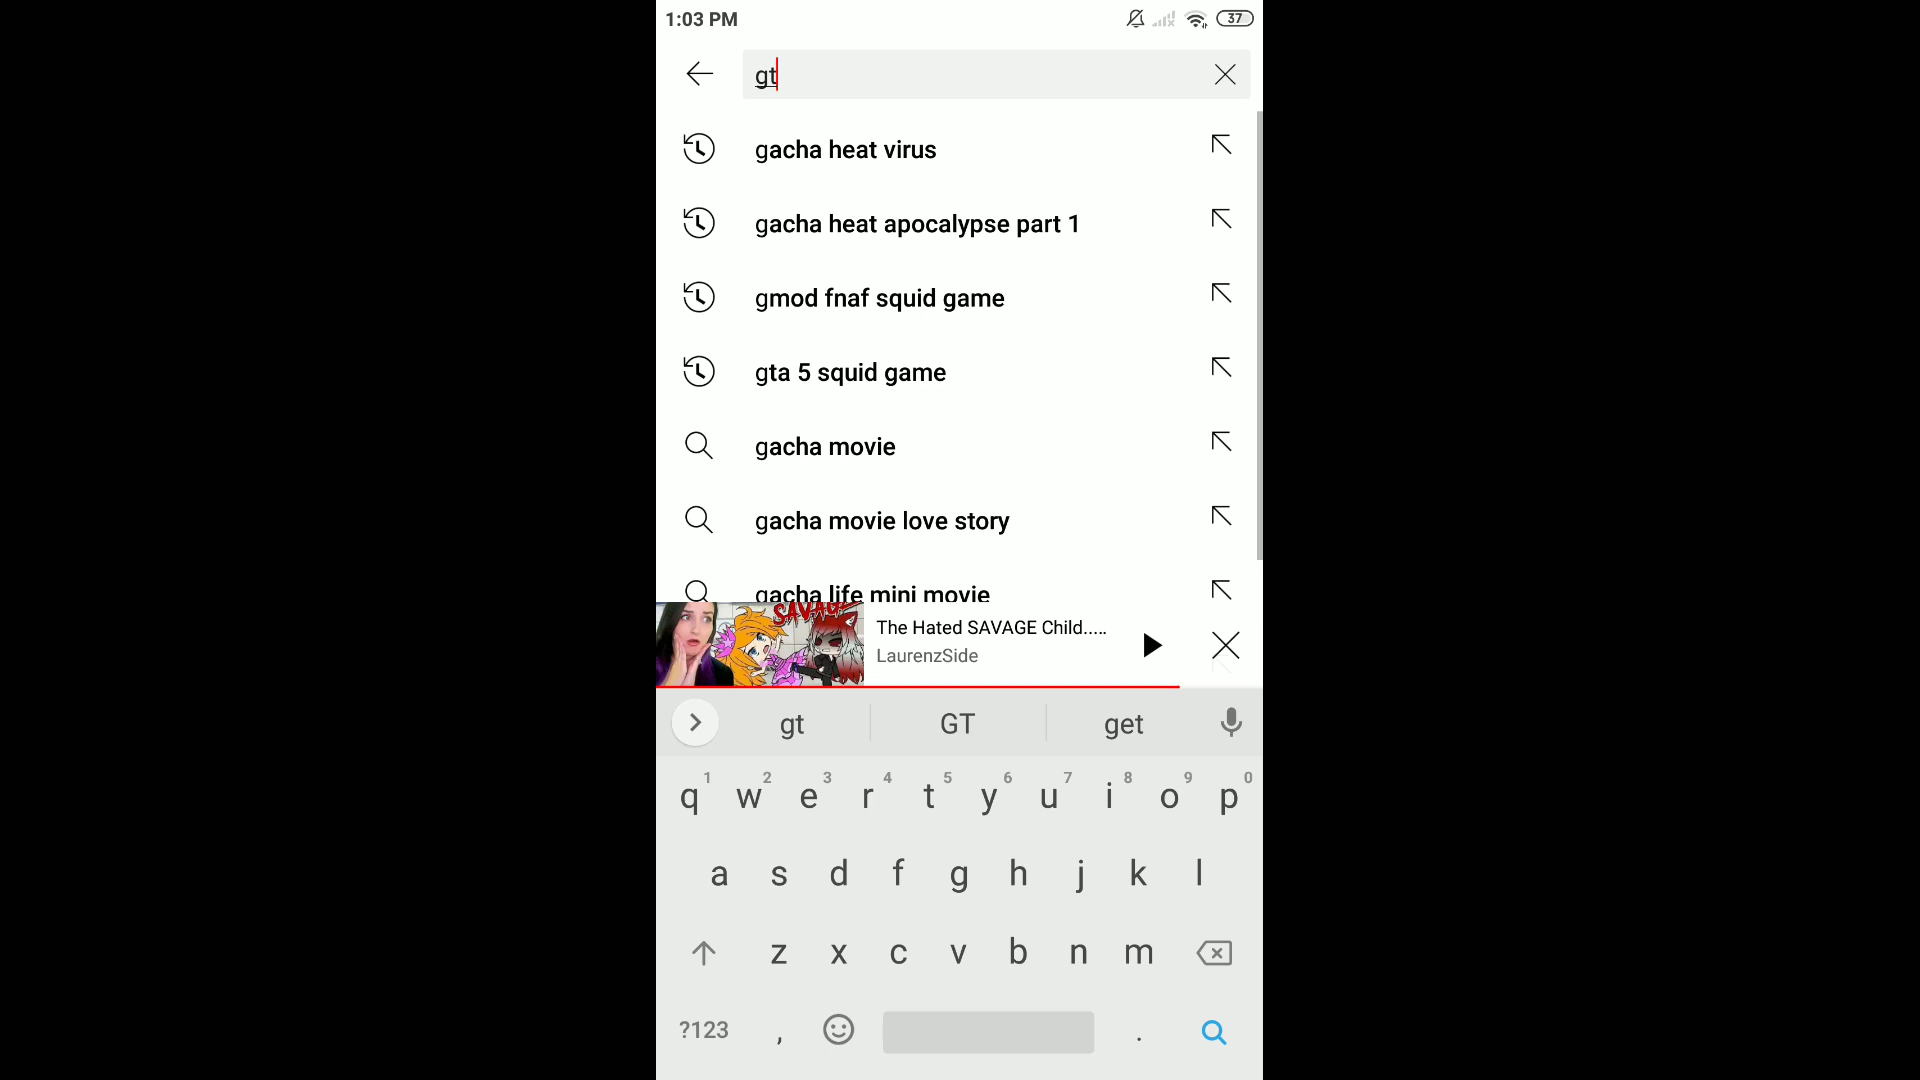 1:03 PM
37
gt
gacha heat virus
gacha heat apocalypse part 1
gmod fnaf squid game
gta 5 squid game
gacha movie
gacha movie love story
gacha life mini movie
SAVAGE
The Hated SAVAGE Child.....
LaurenzSide
gt GT get
1 2 3 4 5 6 7 8 9 0
q w e r t y u i o p
a s d f g h j k l
z x c v b n m
?123 , .